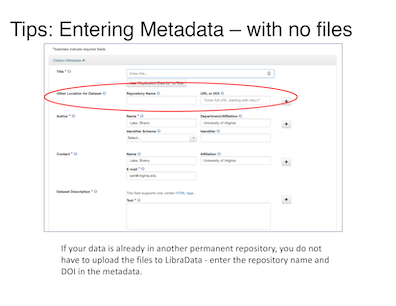 Tips: Entering Metadata – with no files
*Asterisks indicate required fields
Citation Metadata
Title *
Enter title...
Other Location for Dataset
Repository Name
URL or DOI
Enter full URL, starting with http://
Author *
Name *
Department/Affiliation
Lake, Sherry
University of Virginia
Identifier Scheme
Identifier
Select...
Contact *
Name
Affiliation
Lake, Sherry
University of Virginia
E-mail *
Dataset Description *
This field supports only certain HTML tags.
Text *
If your data is already in another permanent repository, you do not
have to upload the files to LibraData - enter the repository name and
DOI in the metadata.